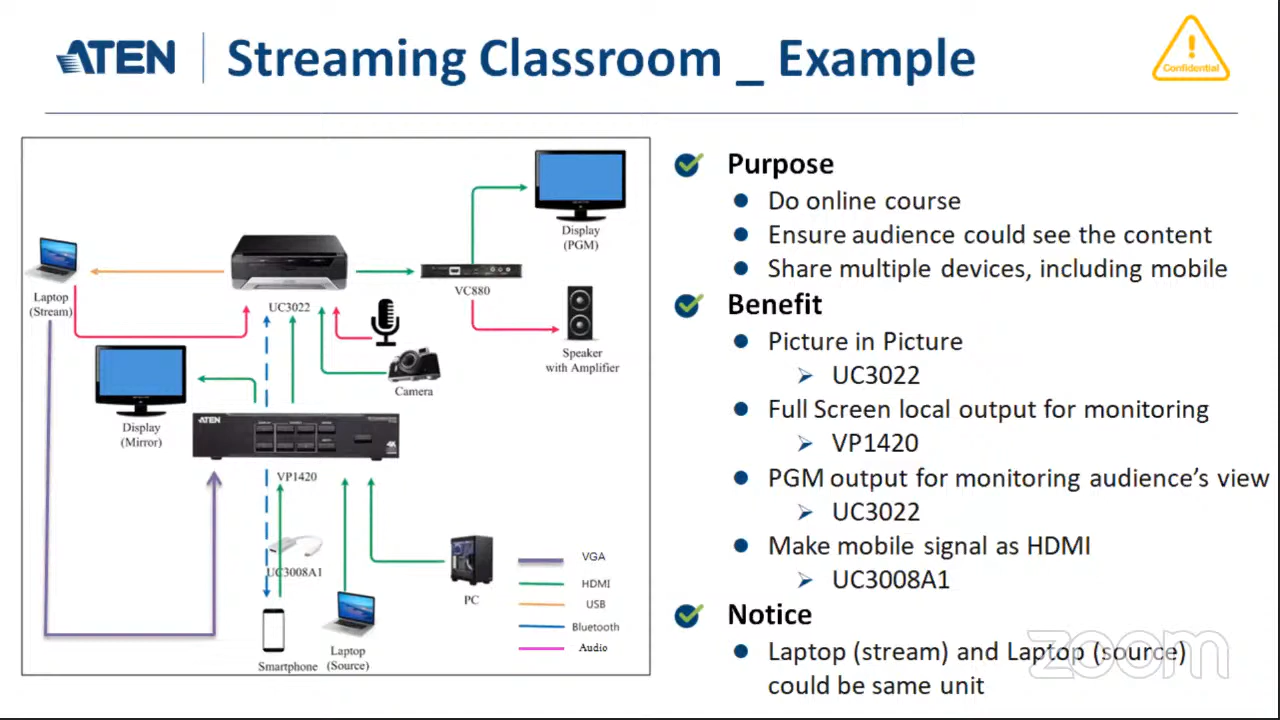 ATEN
Streaming Classroom _ Example
Confidential
Display
(PGM)
Laptop
(Stream)
UC3022
VC880
Speaker
with Amplifier
Camera
Display
(Mirror)
ATEN
4K
VP1420
UC3008A1
PC
Smartphone
Laptop
(Source)
VGA
HDMI
USB
Bluetooth
Audio
Purpose
Do online course
Ensure audience could see the content
Share multiple devices, including mobile
Benefit
Picture in Picture
UC3022
Full Screen local output for monitoring
VP1420
PGM output for monitoring audience's view
UC3022
Make mobile signal as HDMI
UC3008A1
Notice
Laptop (stream) and Laptop (source)
could be same unit
zoom